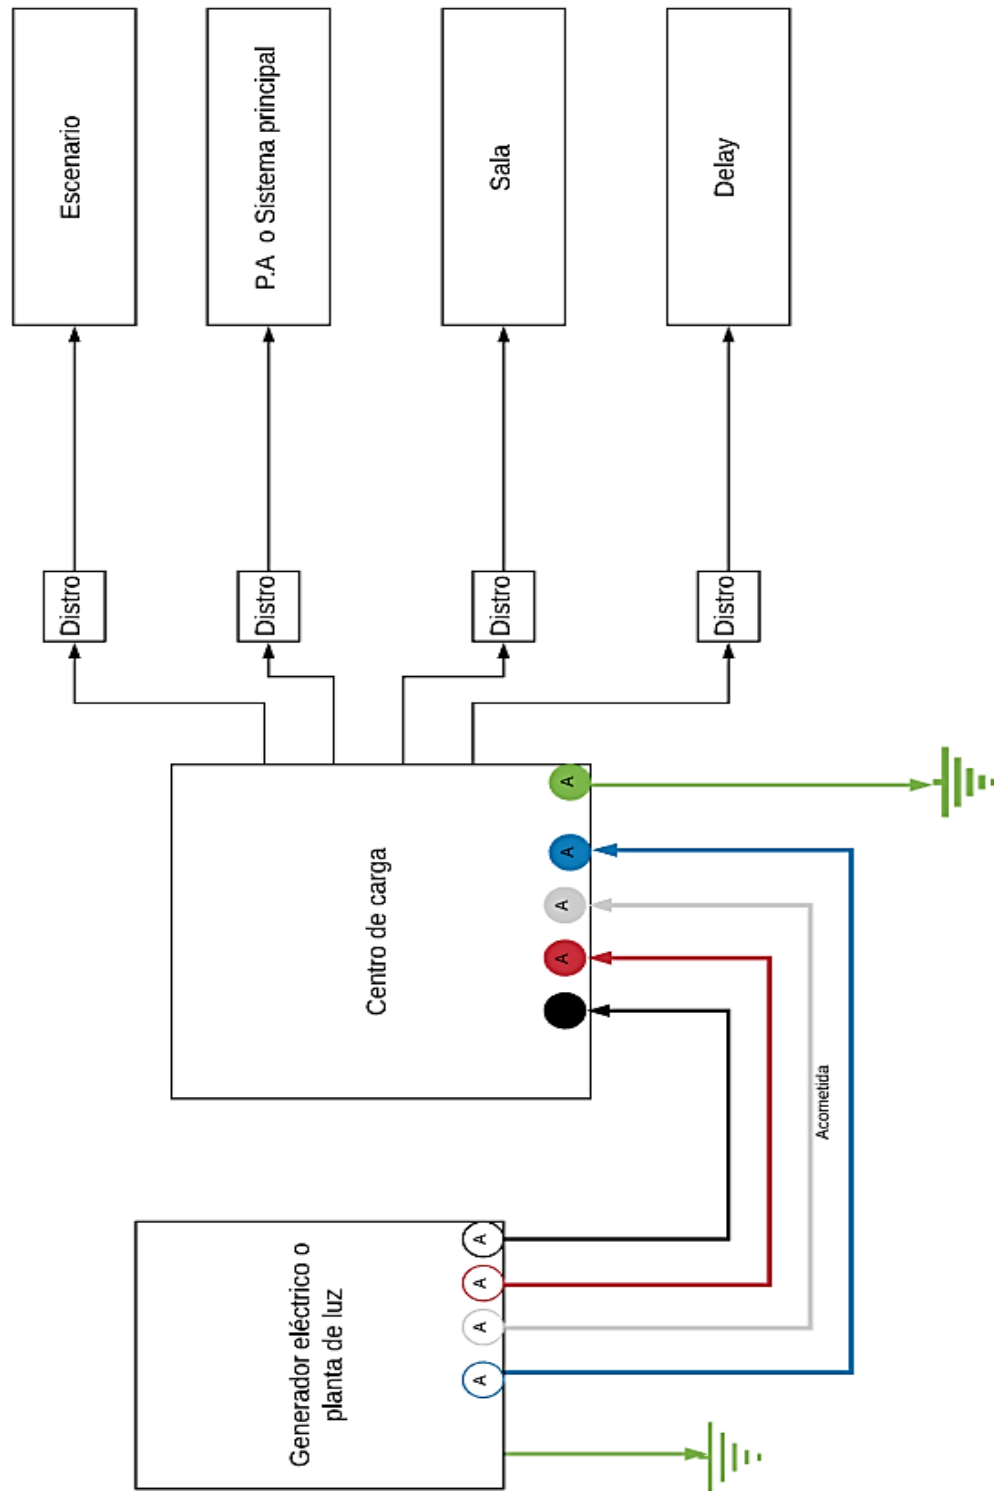 Escenario
P.A o Sistema principal
Sala
Delay
Distro
Distro
Distro
Distro
Centro de carga
A
A
A
A
Acometida
Generador eléctrico o
planta de luz
A
A
A
A